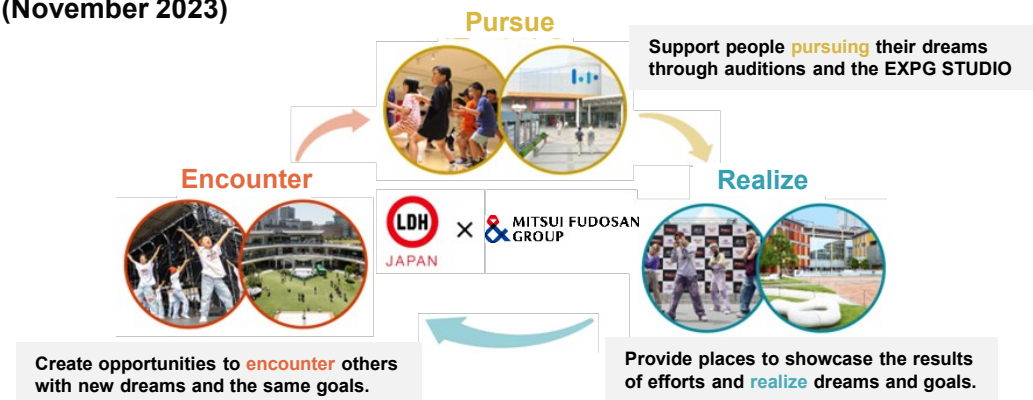 (November 2023)
Pursue
Support people pursuing their dreams
through auditions and the EXPG STUDIO
Encounter
Realize
LDH
JAPAN
×
& MITSUI FUDOSAN
GROUP
Create opportunities to encounter others
with new dreams and the same goals.
Provide places to showcase the results
of efforts and realize dreams and goals.